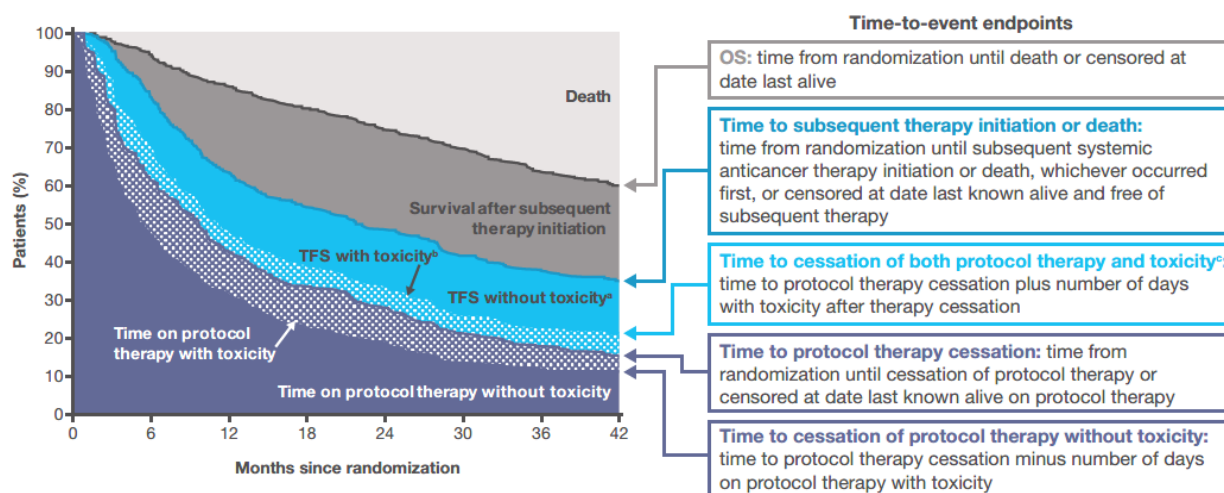 Time-to-event endpoints
100
90
80
70
60
50
40
30
20
10
0
Patients (%)
0 6 12 18 24 30 36 42
Months since randomization
Death
Survival after subsequent
therapy initiation
TFS with toxicityᵇ
TFS without toxicityᵃ
Time on protocol
therapy with toxicity
Time on protocol therapy without toxicity
OS: time from randomization until death or censored at
date last alive
Time to subsequent therapy initiation or death:
time from randomization until subsequent systemic
anticancer therapy initiation or death, whichever occurred
first, or censored at date last known alive and free of
subsequent therapy
Time to cessation of both protocol therapy and toxicityᶜ:
time to protocol therapy cessation plus number of days
with toxicity after therapy cessation
Time to protocol therapy cessation: time from
randomization until cessation of protocol therapy or
censored at date last known alive on protocol therapy
Time to cessation of protocol therapy without toxicity:
time to protocol therapy cessation minus number of days
on protocol therapy with toxicity